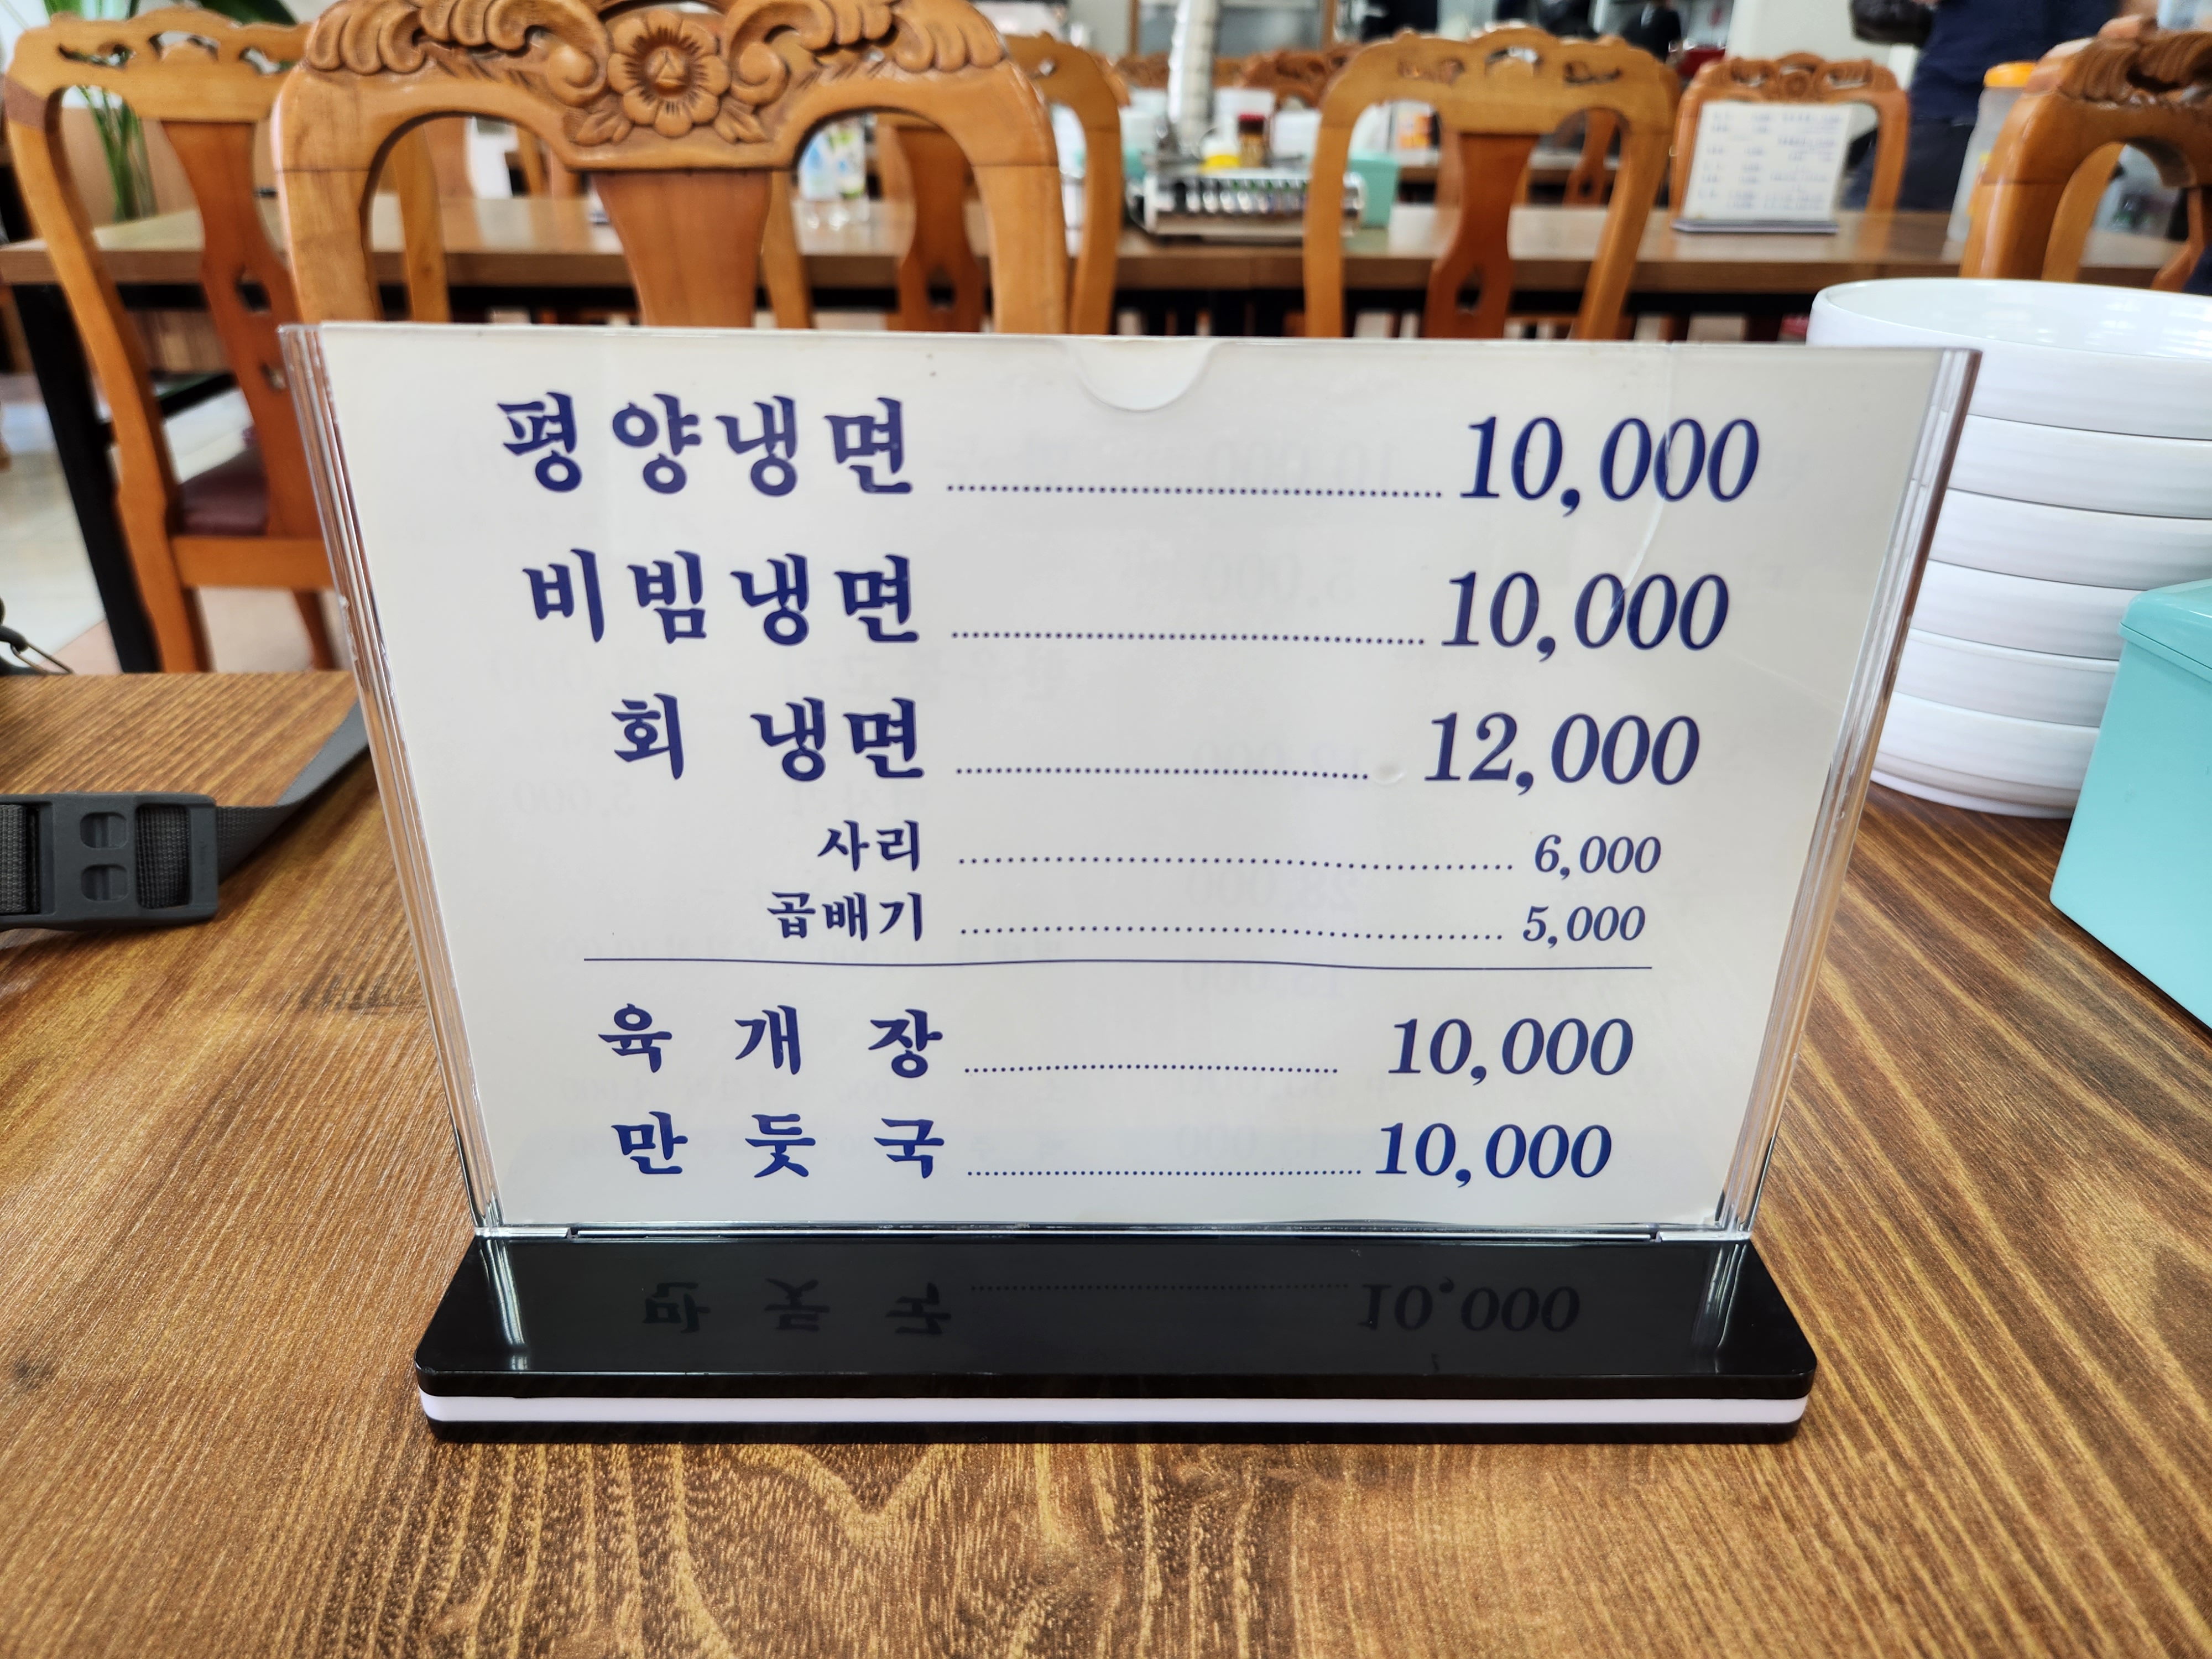 평양냉면 .......... 10,000
비빔냉면 .......... 10,000
회 냉면 .......... 12,000
사리 .......... 6,000
곱배기 .......... 5,000
육 개 장 .......... 10,000
만 둣 국 .......... 10,000